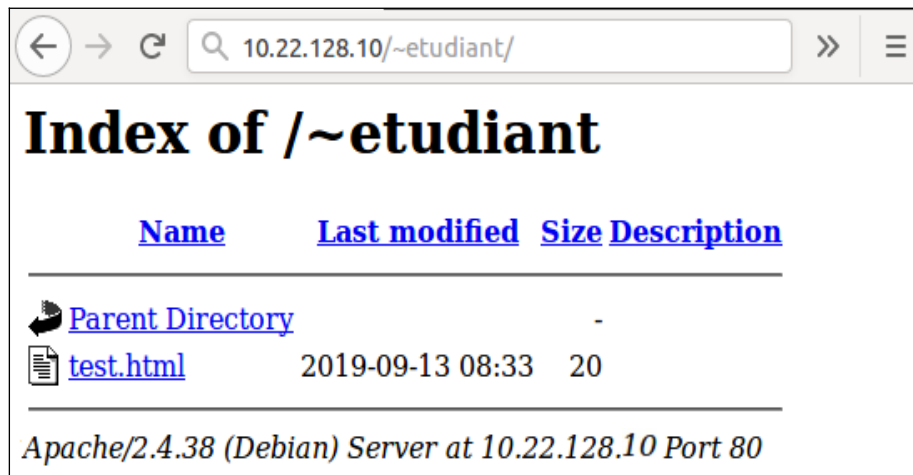 10.22.128.10/~etudiant/
Index of /~etudiant
Name Last modified Size Description
Parent Directory -
test.html 2019-09-13 08:33 20
Apache/2.4.38 (Debian) Server at 10.22.128.10 Port 80